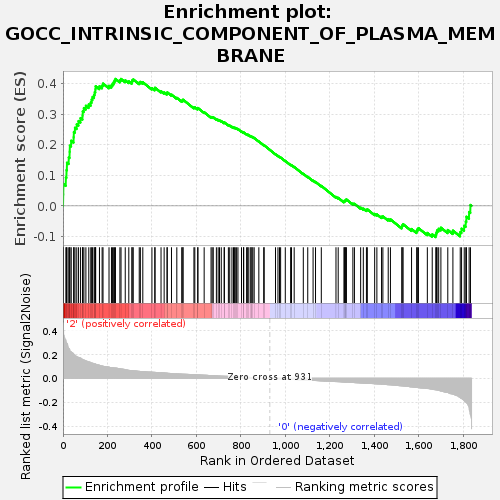 Enrichment plot:
GOCC_INTRINSIC_COMPONENT_OF_PLASMA_MEM
BRANE
Enrichment score (ES)
0.4
0.3
0.2
0.1
0.0
-0.1
'2' (positively correlated)
Ranked list metric (Signal2Noise)
0.4
0.2
0.0
-0.2
-0.4
Zero cross at 931
'0' (negatively correlated)
0 200 400 600 800 1,000 1,200 1,400 1,600 1,800
Rank in Ordered Dataset
Enrichment profile Hits Ranking metric scores